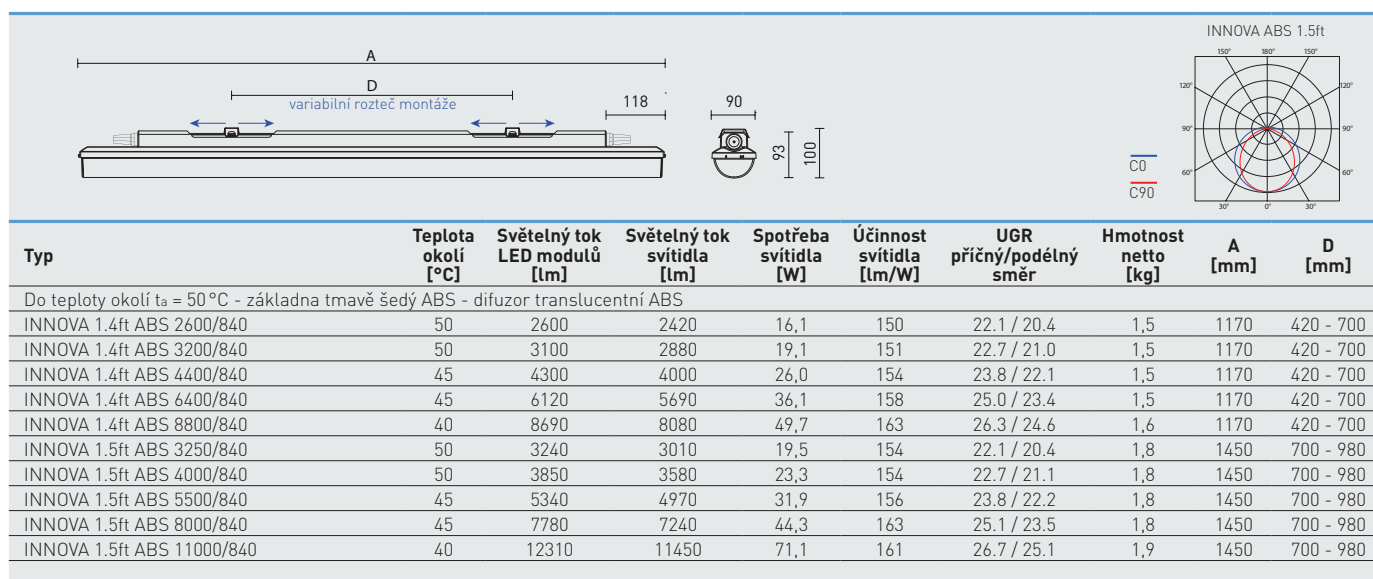 INNOVA ABS 1.5ft
150° 180° 150°
120° 120°
90° 90°
60° 60°
30° 0° 30°
C0
C90
A
D
variabilní rozteč montáže
118
90
93
100
Typ Teplota okolí [°C] Světelný tok LED modulů [lm] Světelný tok svítidla [lm] Spotřeba svítidla [W] Účinnost svítidla [lm/W] UGR příčný/podélný směr Hmotnost netto [kg] A [mm] D [mm]
Do teploty okolí ta = 50 °C - základna tmavě šedý ABS - difuzor translucentní ABS
INNOVA 1.4ft ABS 2600/840 50 2600 2420 16,1 150 22.1 / 20.4 1,5 1170 420 - 700
INNOVA 1.4ft ABS 3200/840 50 3100 2880 19,1 151 22.7 / 21.0 1,5 1170 420 - 700
INNOVA 1.4ft ABS 4400/840 45 4300 4000 26,0 154 23.8 / 22.1 1,5 1170 420 - 700
INNOVA 1.4ft ABS 6400/840 45 6120 5690 36,1 158 25.0 / 23.4 1,5 1170 420 - 700
INNOVA 1.4ft ABS 8800/840 40 8690 8080 49,7 163 26.3 / 24.6 1,6 1170 420 - 700
INNOVA 1.5ft ABS 3250/840 50 3240 3010 19,5 154 22.1 / 20.4 1,8 1450 700 - 980
INNOVA 1.5ft ABS 4000/840 50 3850 3580 23,3 154 22.7 / 21.1 1,8 1450 700 - 980
INNOVA 1.5ft ABS 5500/840 45 5340 4970 31,9 156 23.8 / 22.2 1,8 1450 700 - 980
INNOVA 1.5ft ABS 8000/840 45 7780 7240 44,3 163 25.1 / 23.5 1,8 1450 700 - 980
INNOVA 1.5ft ABS 11000/840 40 12310 11450 71,1 161 26.7 / 25.1 1,9 1450 700 - 980